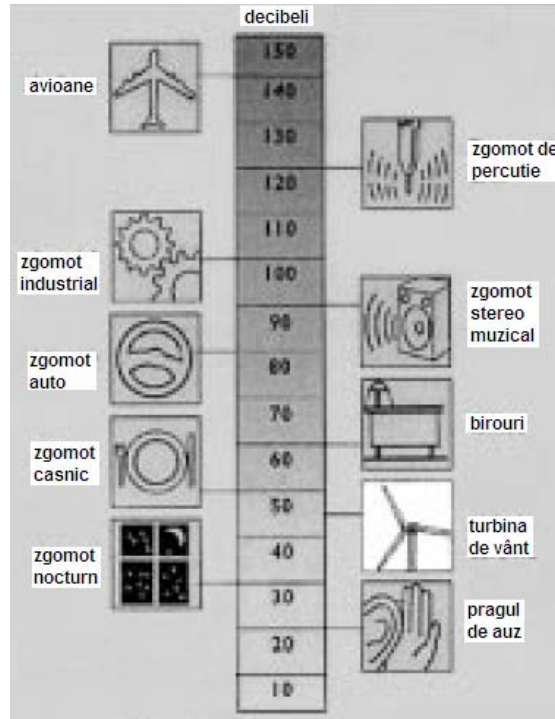 decibeli
150
avioane
140
130
zgomot de
percutie
120
110
zgomot
industrial
100
zgomot
stereo
muzical
90
zgomot
auto
80
70
birouri
zgomot
casnic
60
50
turbina
de vânt
zgomot
nocturn
40
30
pragul
de auz
20
10